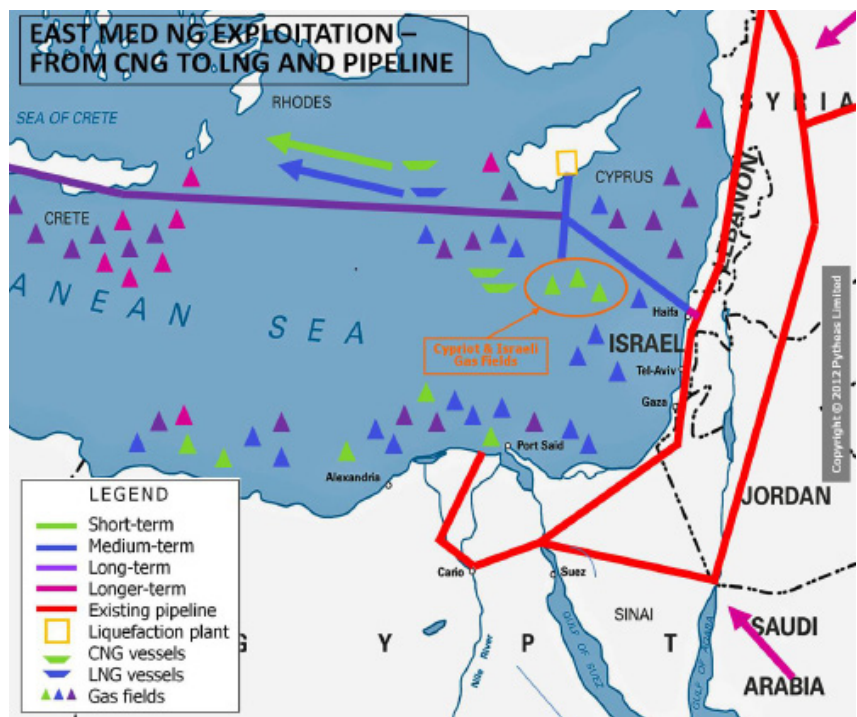 EAST MED NG EXPLOITATION –
FROM CNG TO LNG AND PIPELINE
RHODES
SEA OF CRETE
SYRIA
CYPRUS
CRETE
LEBANON
ANEAN SEA
Haifa
ISRAEL
Cypriot & Israeli
Gas Fields
Tel-Aviv
Gaza
Copyright © 2012 Pytheas Limited
Port Said
Alexandria
JORDAN
LEGEND
Short-term
Medium-term
Long-term
Longer-term
Existing pipeline
Liquefaction plant
CNG vessels
LNG vessels
Gas fields
Cario
Suez
SINAI
GYPT
Nile River
GULF OF SUEZ
GULF OF AQABA
SAUDI
ARABIA